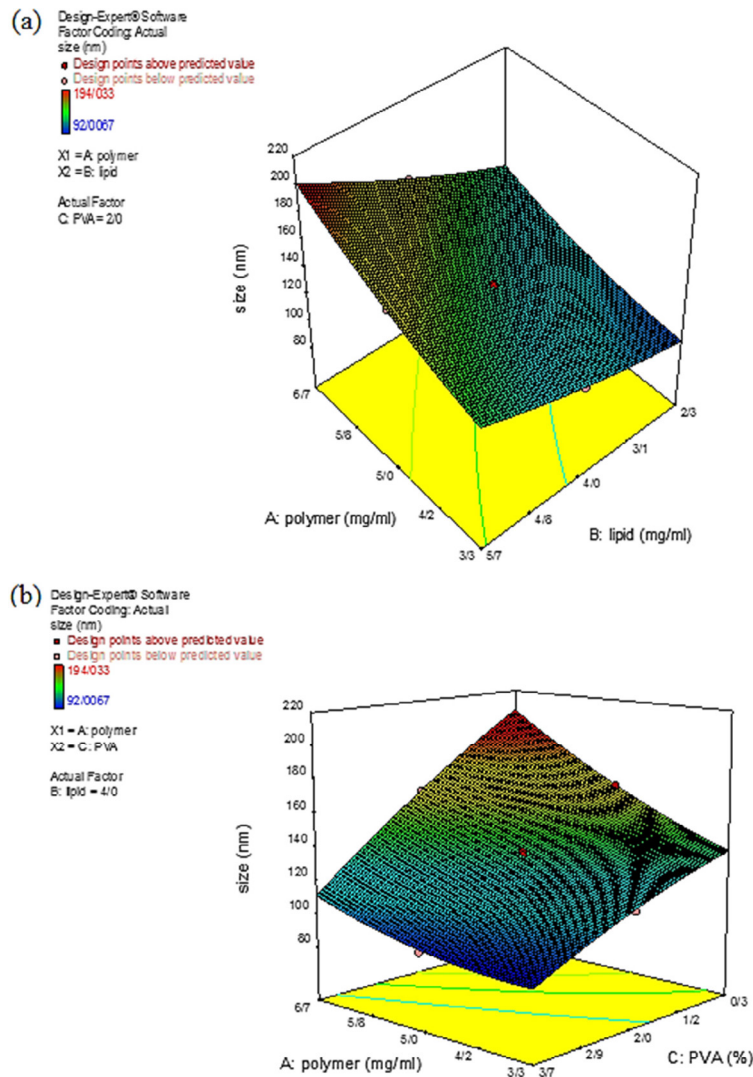 (a)
Design-Expert® Software
Factor Coding: Actual
size (nm)
Design points above predicted value
Design points below predicted value
194/033
92/0067
X1 = A: polymer
X2 = B: lipid
Actual Factor
C: PVA = 2/0
220
200
180
160
140
120
100
80
size (nm)
6/7
5/8
5/0
4/2
3/3
A: polymer (mg/ml)
5/7
4/8
4/0
3/1
2/3
B: lipid (mg/ml)
(b)
Design-Expert® Software
Factor Coding: Actual
size (nm)
Design points above predicted value
Design points below predicted value
194/033
92/0067
X1 = A: polymer
X2 = C: PVA
Actual Factor
B: lipid = 4/0
220
200
180
160
140
120
100
80
size (nm)
6/7
5/8
5/0
4/2
3/3
A: polymer (mg/ml)
3/7
2/9
2/0
1/2
0/3
C: PVA (%)